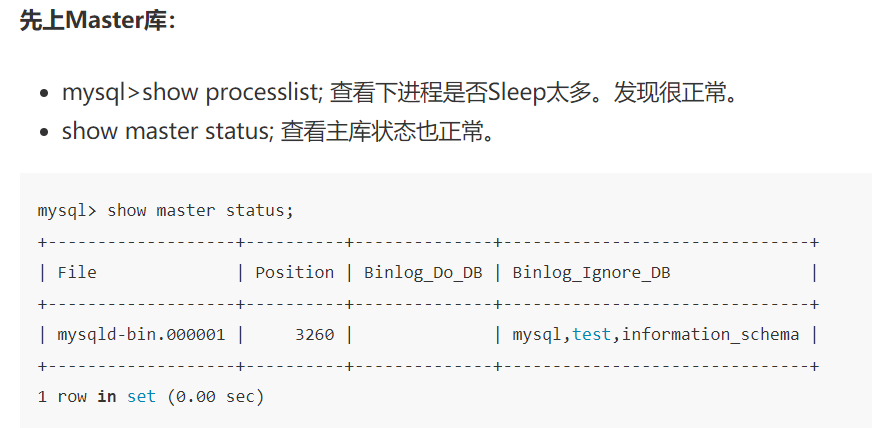 先上Master库：
• mysql>show processlist; 查看下进程是否Sleep太多。发现很正常。
• show master status; 查看主库状态也正常。
mysql> show master status;
+-------------------+----------+--------------+-------------------------------+
| File              | Position | Binlog_Do_DB | Binlog_Ignore_DB              |
+-------------------+----------+--------------+-------------------------------+
| mysqld-bin.000001 |     3260 |              | mysql,test,information_schema |
+-------------------+----------+--------------+-------------------------------+
1 row in set (0.00 sec)